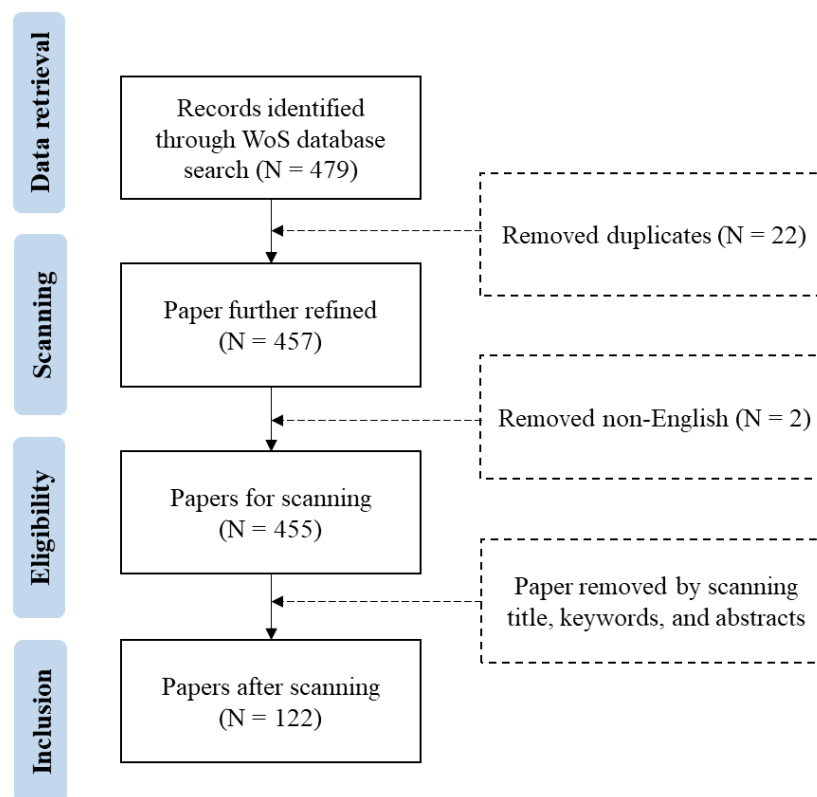 Data retrieval
Records identified
through WoS database
search (N = 479)
Removed duplicates (N = 22)
Scanning
Paper further refined
(N = 457)
Removed non-English (N = 2)
Eligibility
Papers for scanning
(N = 455)
Paper removed by scanning
title, keywords, and abstracts
Inclusion
Papers after scanning
(N = 122)